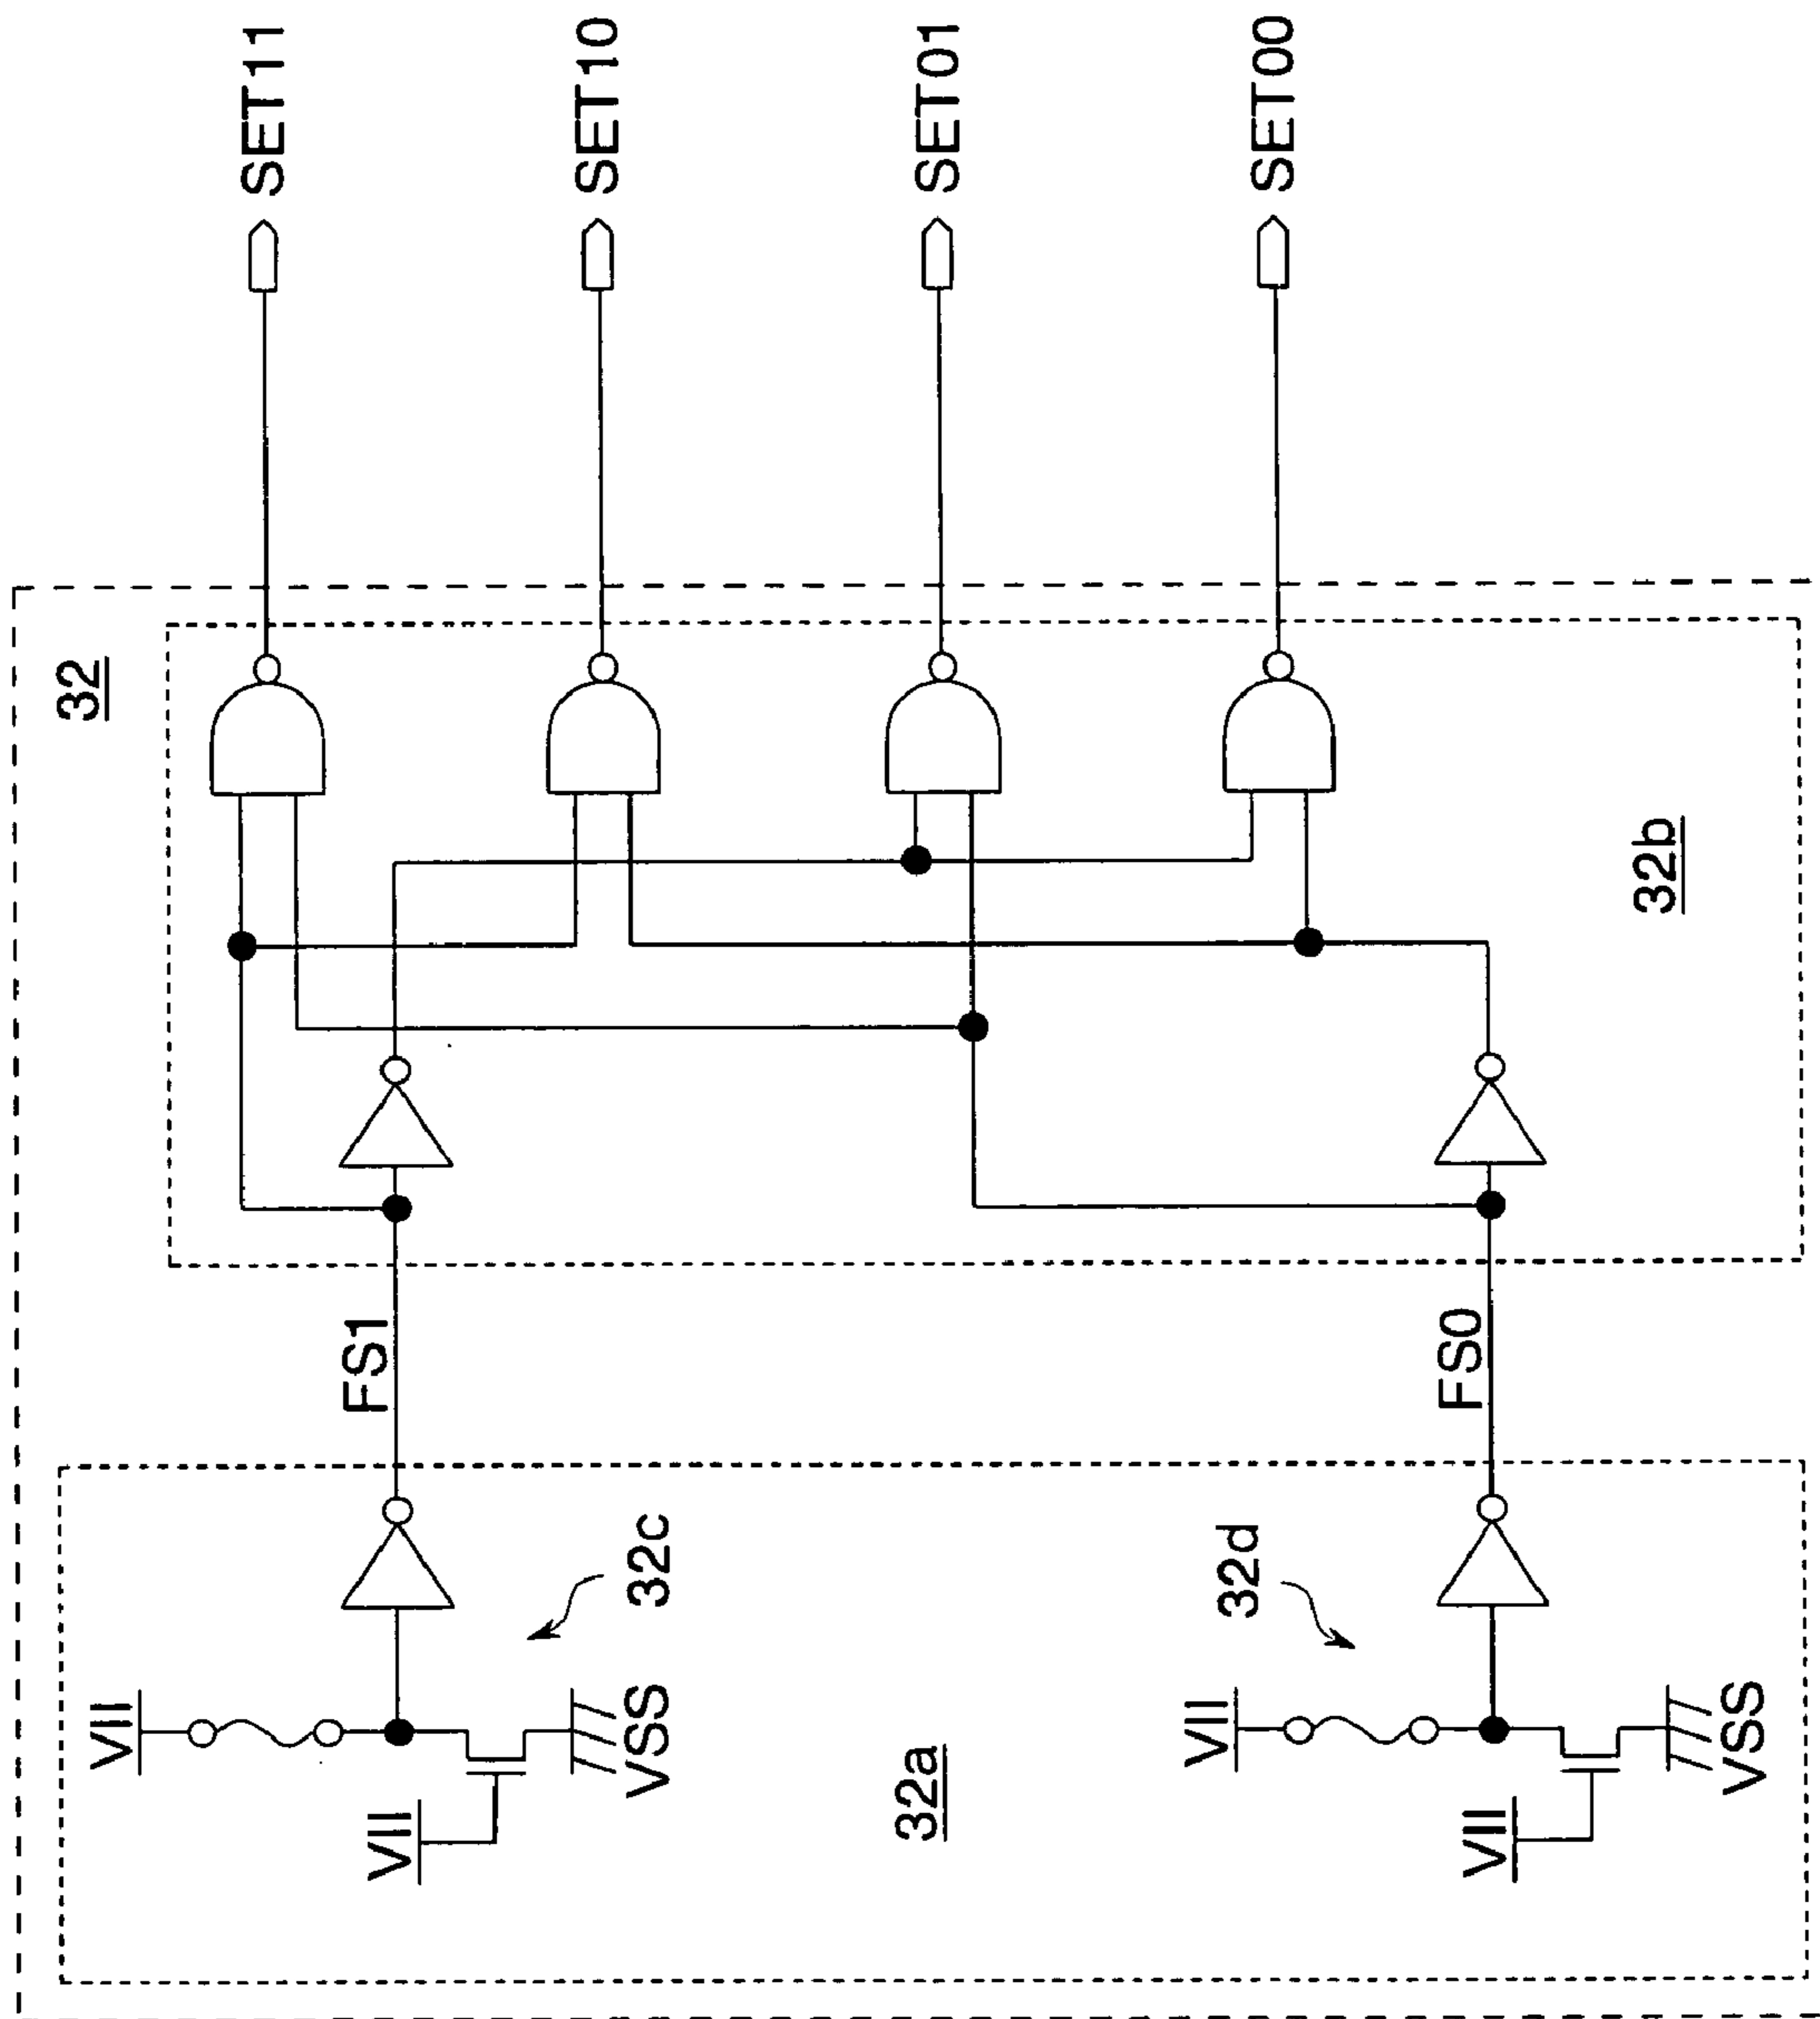 32
SET11
SET10
SET01
SET00
32b
FS1
FS0
VII
32c
VSS
VII
32a
VII
32d
VSS
VII